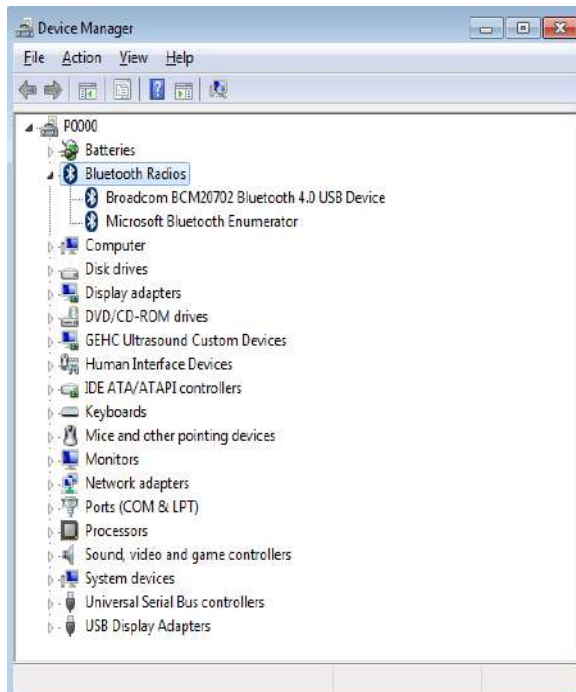 Device Manager
File Action View Help
P0000
Batteries
Bluetooth Radios
Broadcom BCM20702 Bluetooth 4.0 USB Device
Microsoft Bluetooth Enumerator
Computer
Disk drives
Display adapters
DVD/CD-ROM drives
GEHC Ultrasound Custom Devices
Human Interface Devices
IDE ATA/ATAPI controllers
Keyboards
Mice and other pointing devices
Monitors
Network adapters
Ports (COM & LPT)
Processors
Sound, video and game controllers
System devices
Universal Serial Bus controllers
USB Display Adapters